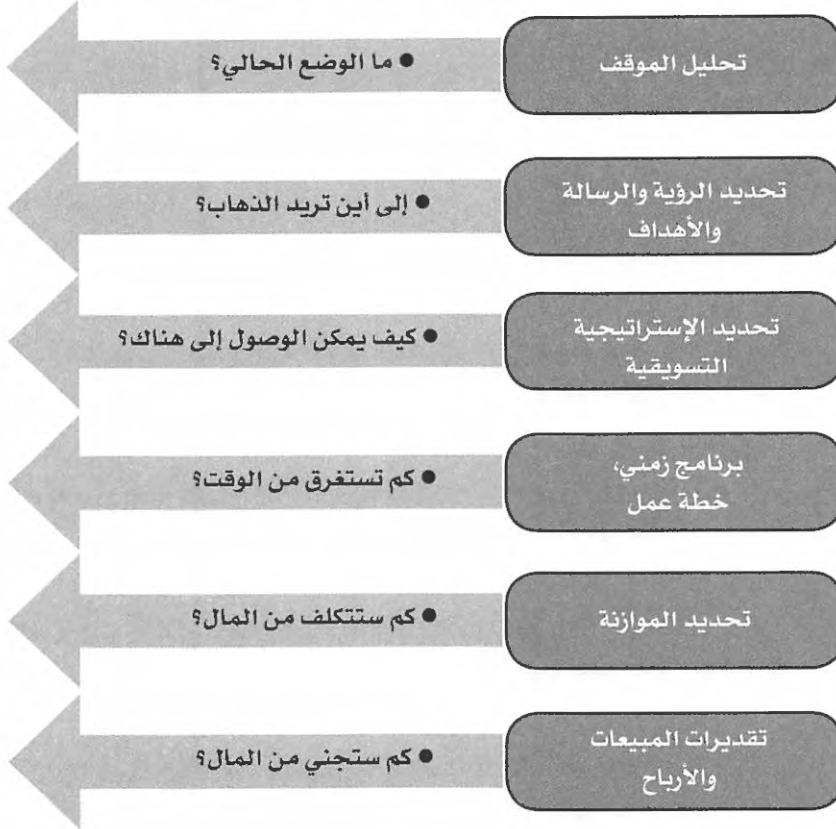 تحليل الموقف
● ما الوضع الحالي؟
تحديد الرؤية والرسالة
والأهداف
● إلى أين تريد الذهاب؟
تحديد الإستراتيجية
التسويقية
● كيف يمكن الوصول إلى هناك؟
برنامج زمني،
خطة عمل
● كم تستغرق من الوقت؟
تحديد الموازنة
● كم ستتكلف من المال؟
تقديرات المبيعات
والأرباح
● كم ستجني من المال؟